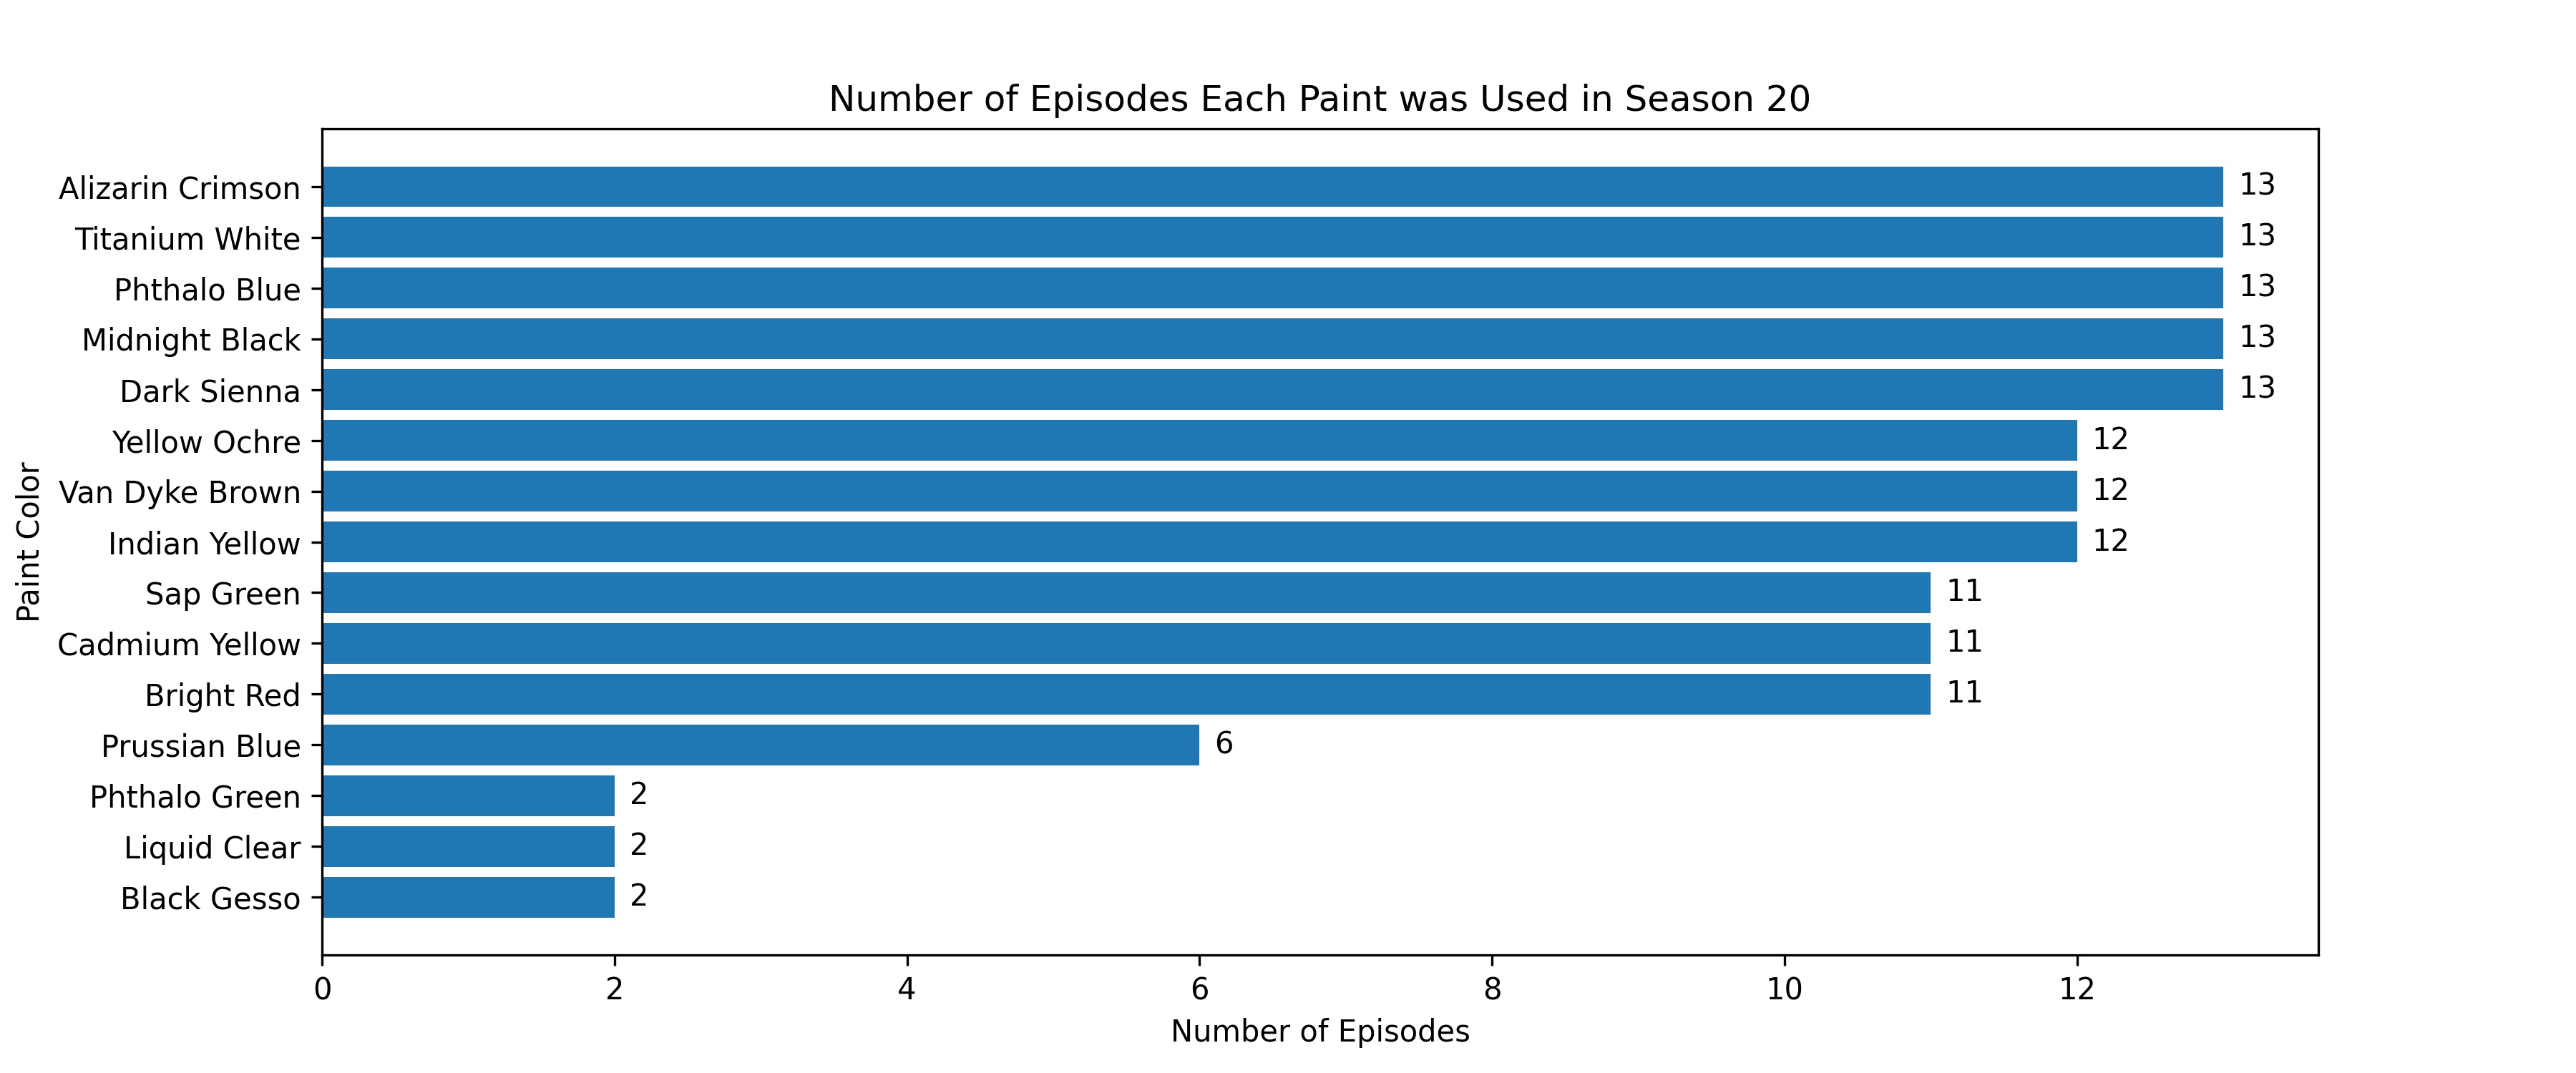 Number of Episodes Each Paint was Used in Season 20
Paint Color
Alizarin Crimson 13
Titanium White 13
Phthalo Blue 13
Midnight Black 13
Dark Sienna 13
Yellow Ochre 12
Van Dyke Brown 12
Indian Yellow 12
Sap Green 11
Cadmium Yellow 11
Bright Red 11
Prussian Blue 6
Phthalo Green 2
Liquid Clear 2
Black Gesso 2
0 2 4 6 8 10 12
Number of Episodes